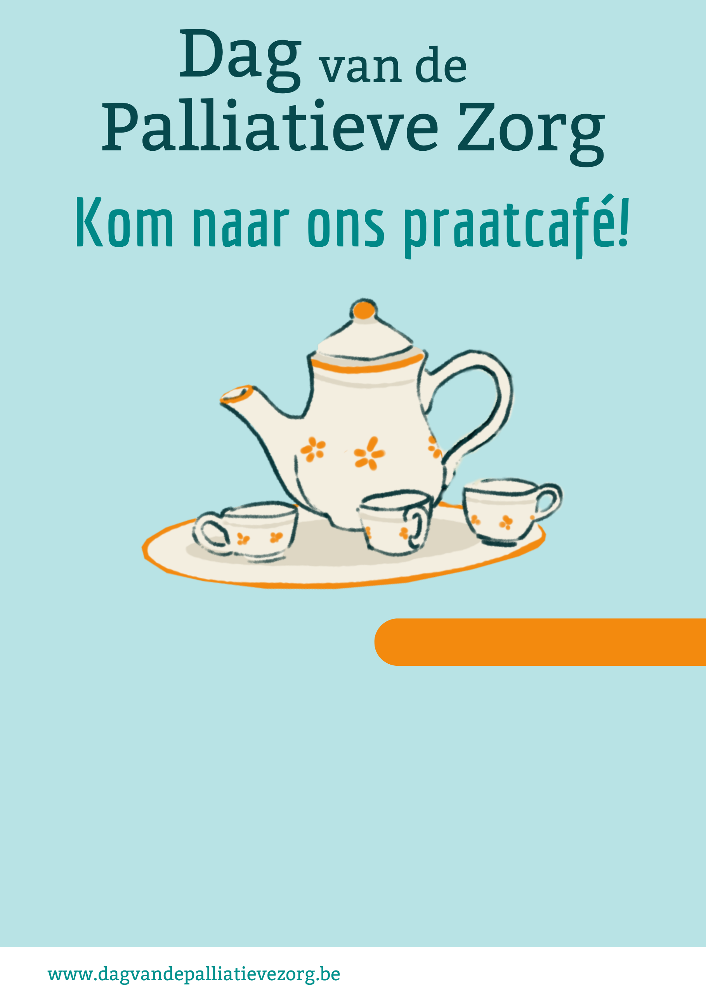 Dag van de
Palliatieve Zorg
Kom naar ons praatcafé!
www.dagvandepalliatievezorg.be